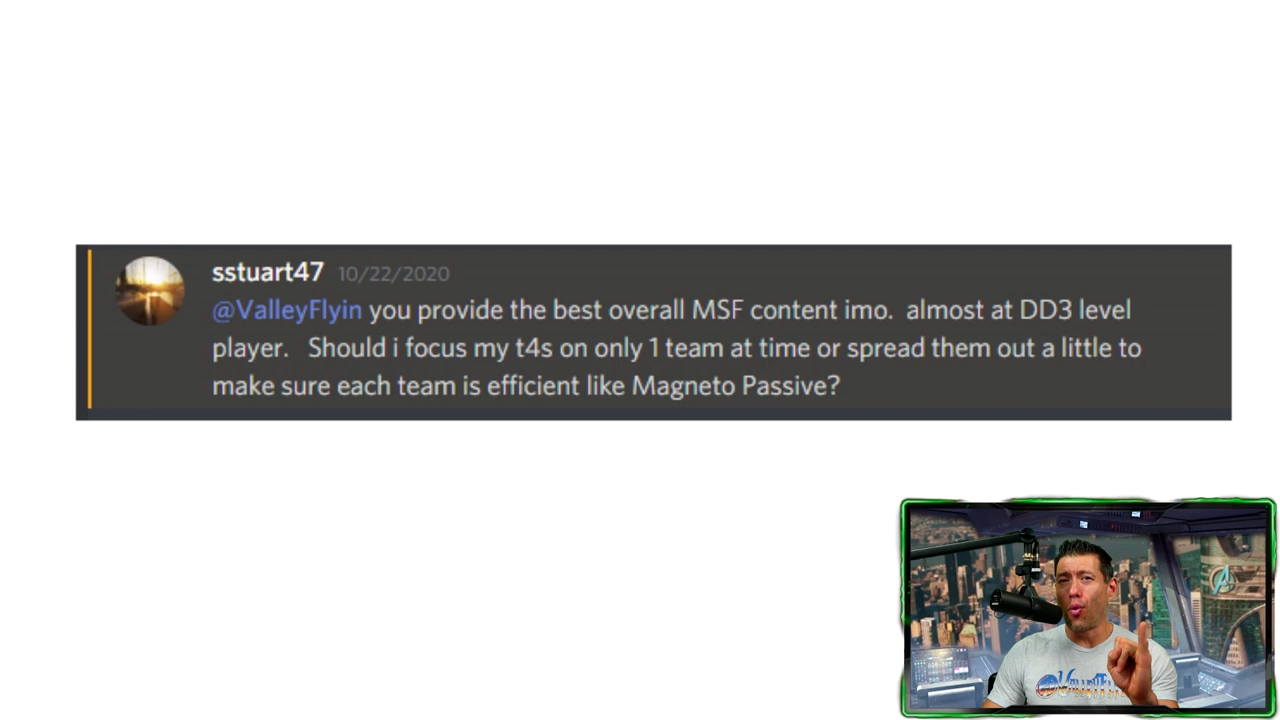 sstuart47 10/22/2020
@ValleyFlyin you provide the best overall MSF content imo.  almost at DD3 level
player.   Should i focus my t4s on only 1 team at time or spread them out a little to
make sure each team is efficient like Magneto Passive?